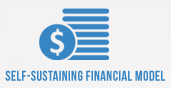 $
SELF-SUSTAINING FINANCIAL MODEL